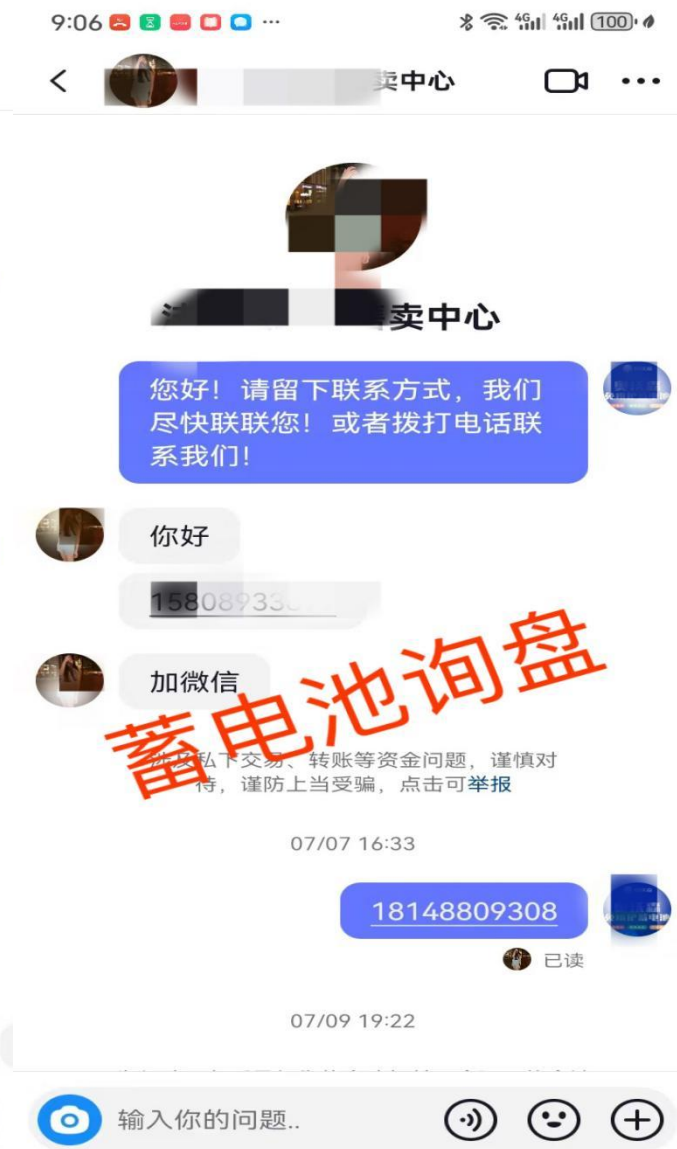 9:06
4G 4G 100
卖中心
卖中心
您好！请留下联系方式，我们
尽快联联您！或者拨打电话联
系我们！
你好
15808933
加微信
蓄电池询盘
涉及私下交易、转账等资金问题，谨慎对
待，谨防上当受骗，点击可举报
07/07 16:33
18148809308
已读
07/09 19:22
输入你的问题..